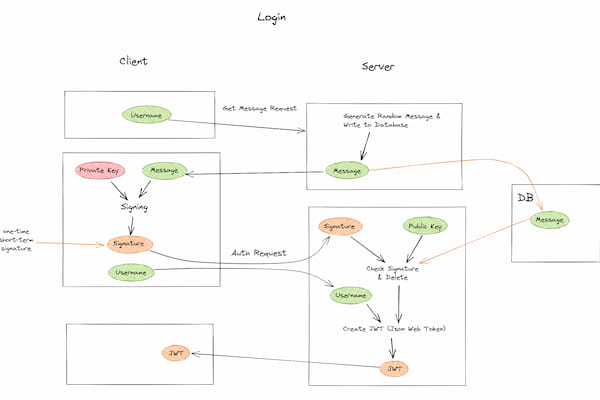 Login
Client
Server
Username
Get Message Request
Generate Random Message &
Write to Database
Private Key
Message
Message
Signing
DB
Message
one-time
short-term
signature
Signature
Username
Auth Request
Signature
Public Key
Check Signature
& Delete
Username
Create JWT (Json Web Token)
JWT
JWT